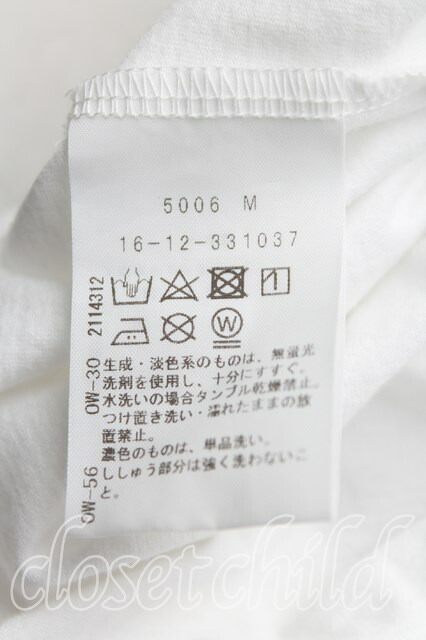 5006 M
16-12-331037
2114312
W
OW-30
生成・淡色系のものは、無蛍光
洗剤を使用し、十分にすすぐ。
水洗いの場合タンブル乾燥禁止。
つけ置き洗い・濡れたままの放
置禁止。
濃色のものは、単品洗い。
OW-56
ししゅう部分は強く洗わないこ
と。
closet child